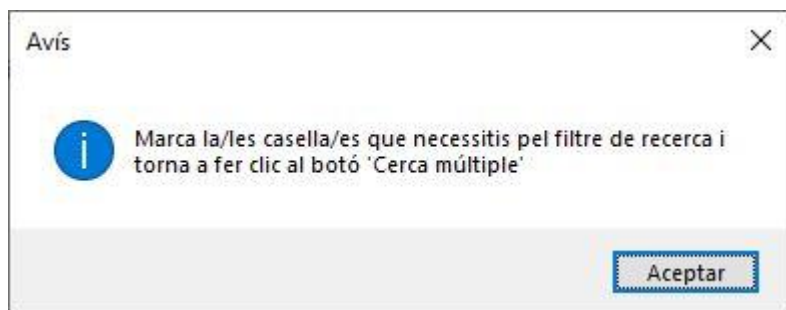 Avís
Marca la/les casella/es que necessitis pel filtre de recerca i
torna a fer clic al botó 'Cerca múltiple'
Aceptar